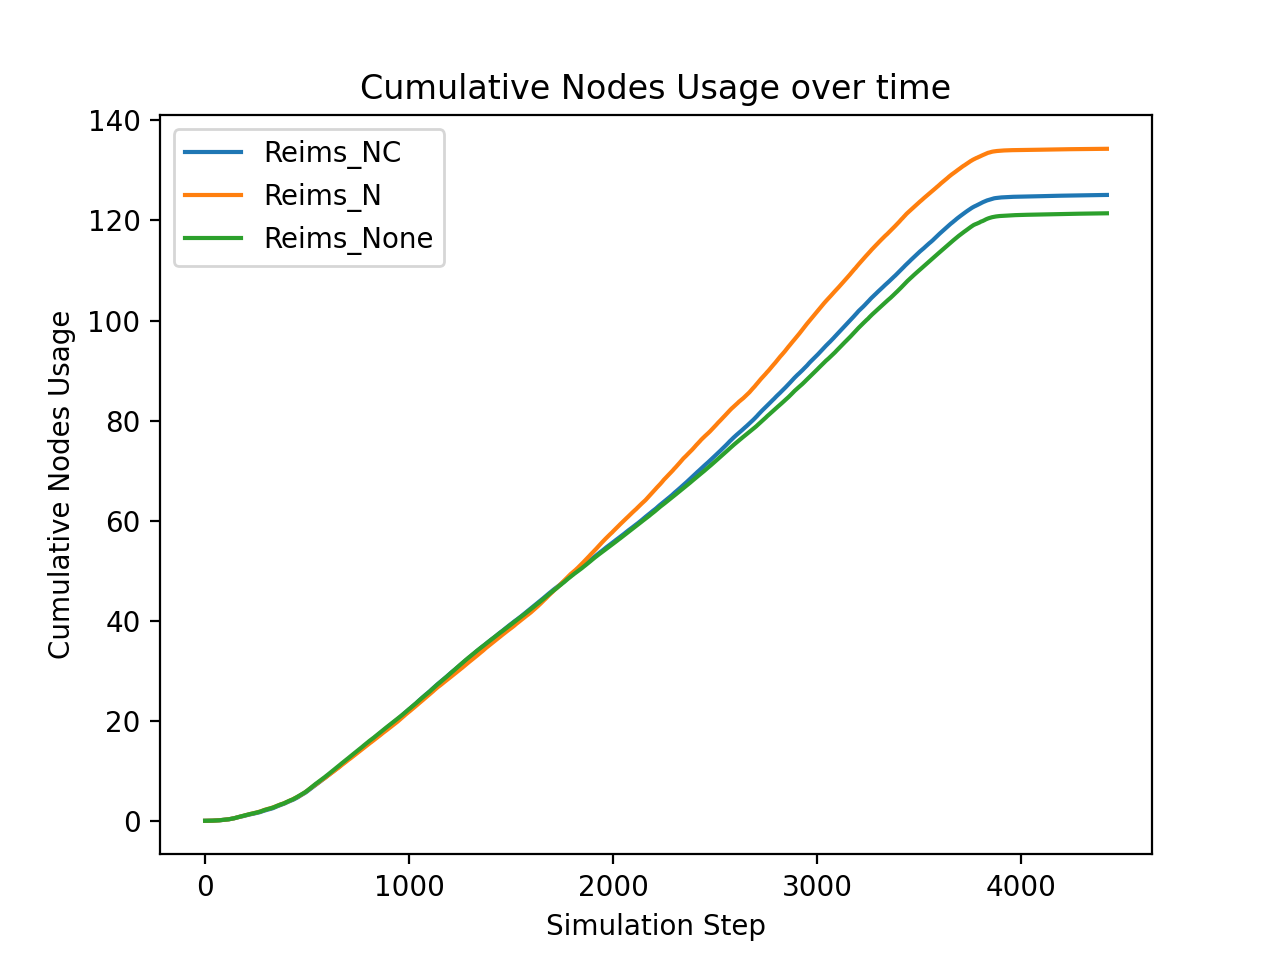 Cumulative Nodes Usage over time
Reims_NC
Reims_N
Reims_None
Cumulative Nodes Usage
140
120
100
80
60
40
20
0
0 1000 2000 3000 4000
Simulation Step